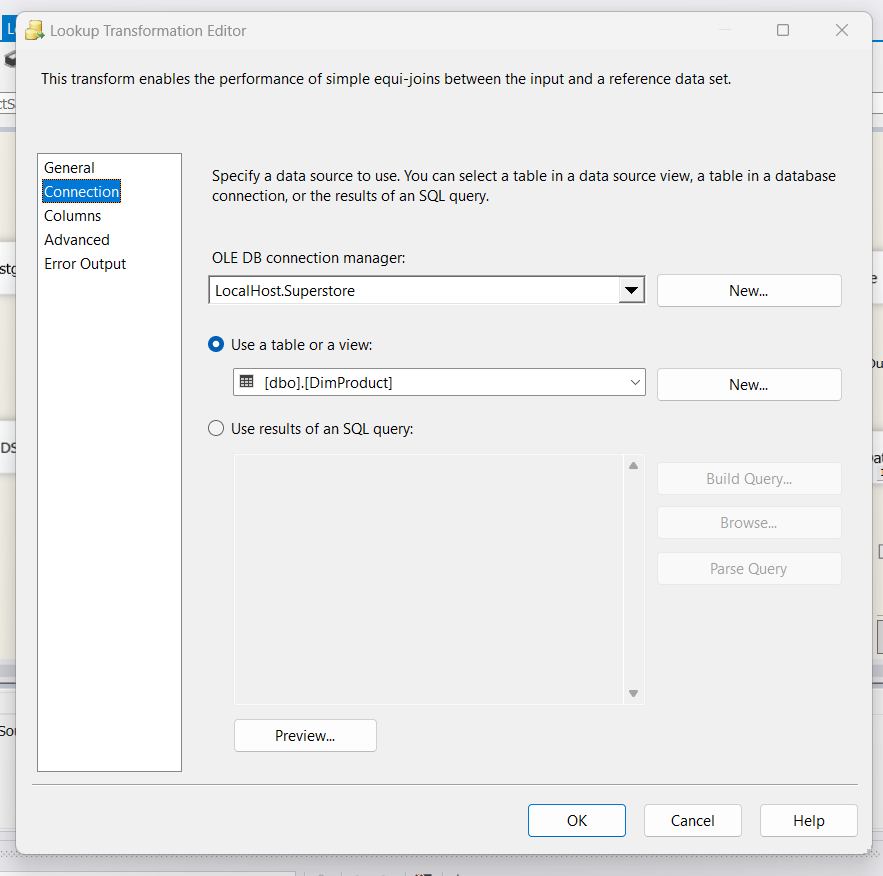 Lookup Transformation Editor
This transform enables the performance of simple equi-joins between the input and a reference data set.
General
Connection
Columns
Advanced
Error Output
Specify a data source to use. You can select a table in a data source view, a table in a database
connection, or the results of an SQL query.
OLE DB connection manager:
LocalHost.Superstore
New...
Use a table or a view:
[dbo].[DimProduct]
New...
Use results of an SQL query:
Build Query...
Browse...
Parse Query
Preview...
OK
Cancel
Help